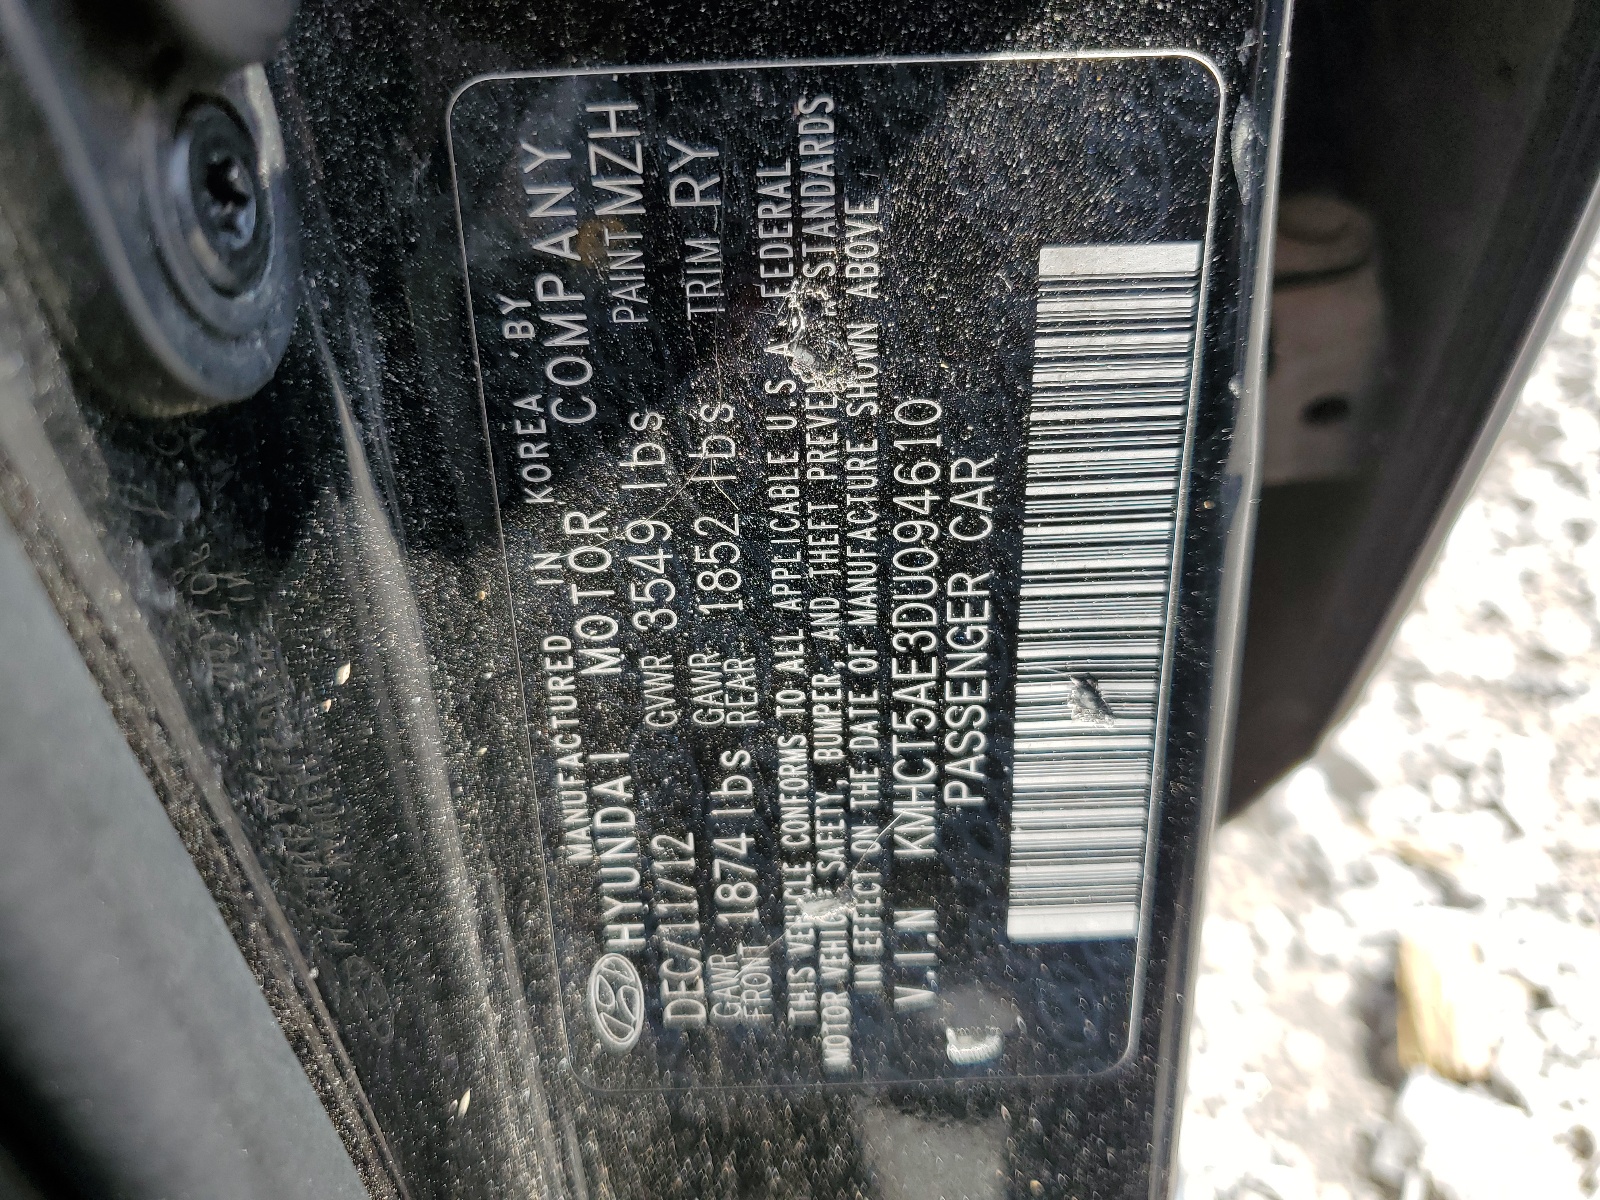 MANUFACTURED IN KOREA BY
HYUNDAI MOTOR COMPANY
DEC/11/12 GVWR 3549 lbs PAINT MZH
GAWR FRONT 1874 lbs GAWR REAR 1852 lbs TRIM RY
THIS VEHICLE CONFORMS TO ALL APPLICABLE U.S.A. FEDERAL
MOTOR VEHICLE SAFETY, BUMPER, AND THEFT STANDARDS
IN EFFECT ON THE DATE OF MANUFACTURE SHOWN ABOVE
V.I.N KMHCT5AE3DU094610
PASSENGER CAR